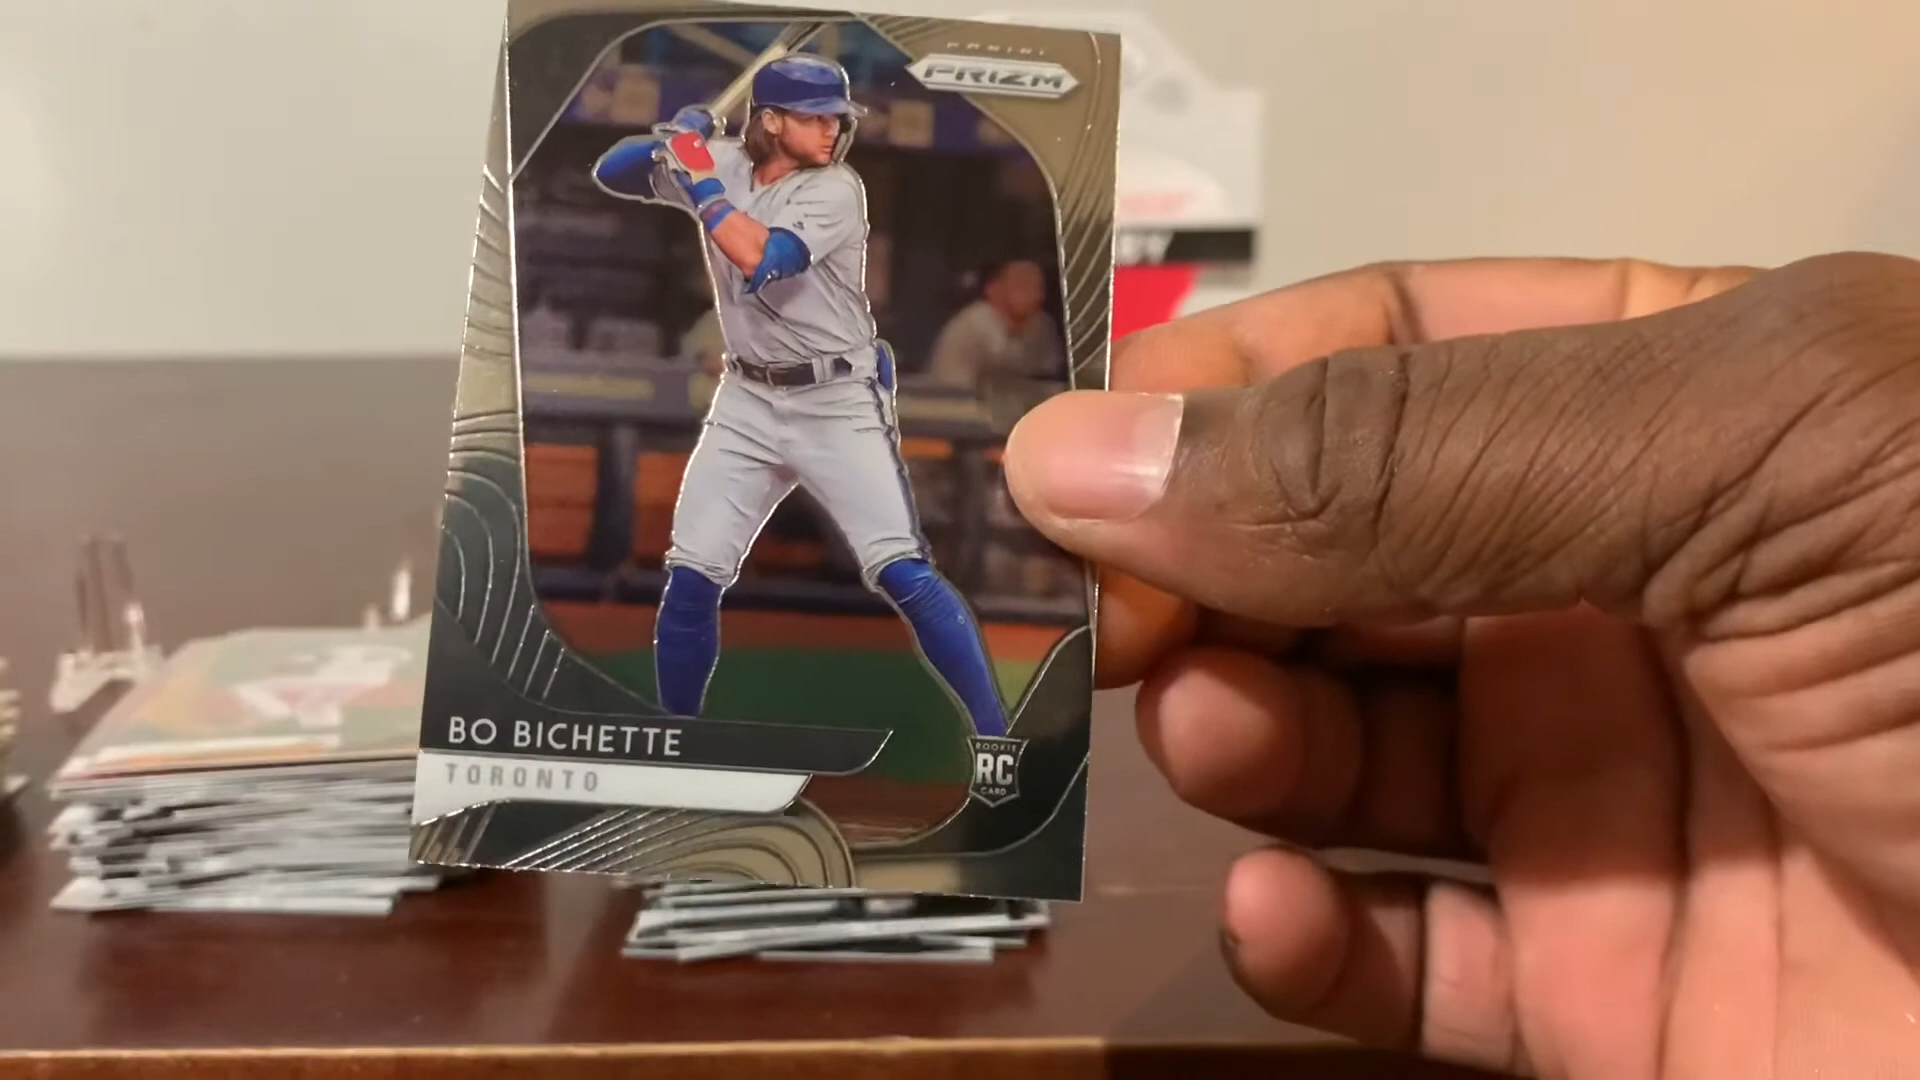 PANINI
PRIZM
BO BICHETTE
TORONTO
ROOKIE
RC
CARD